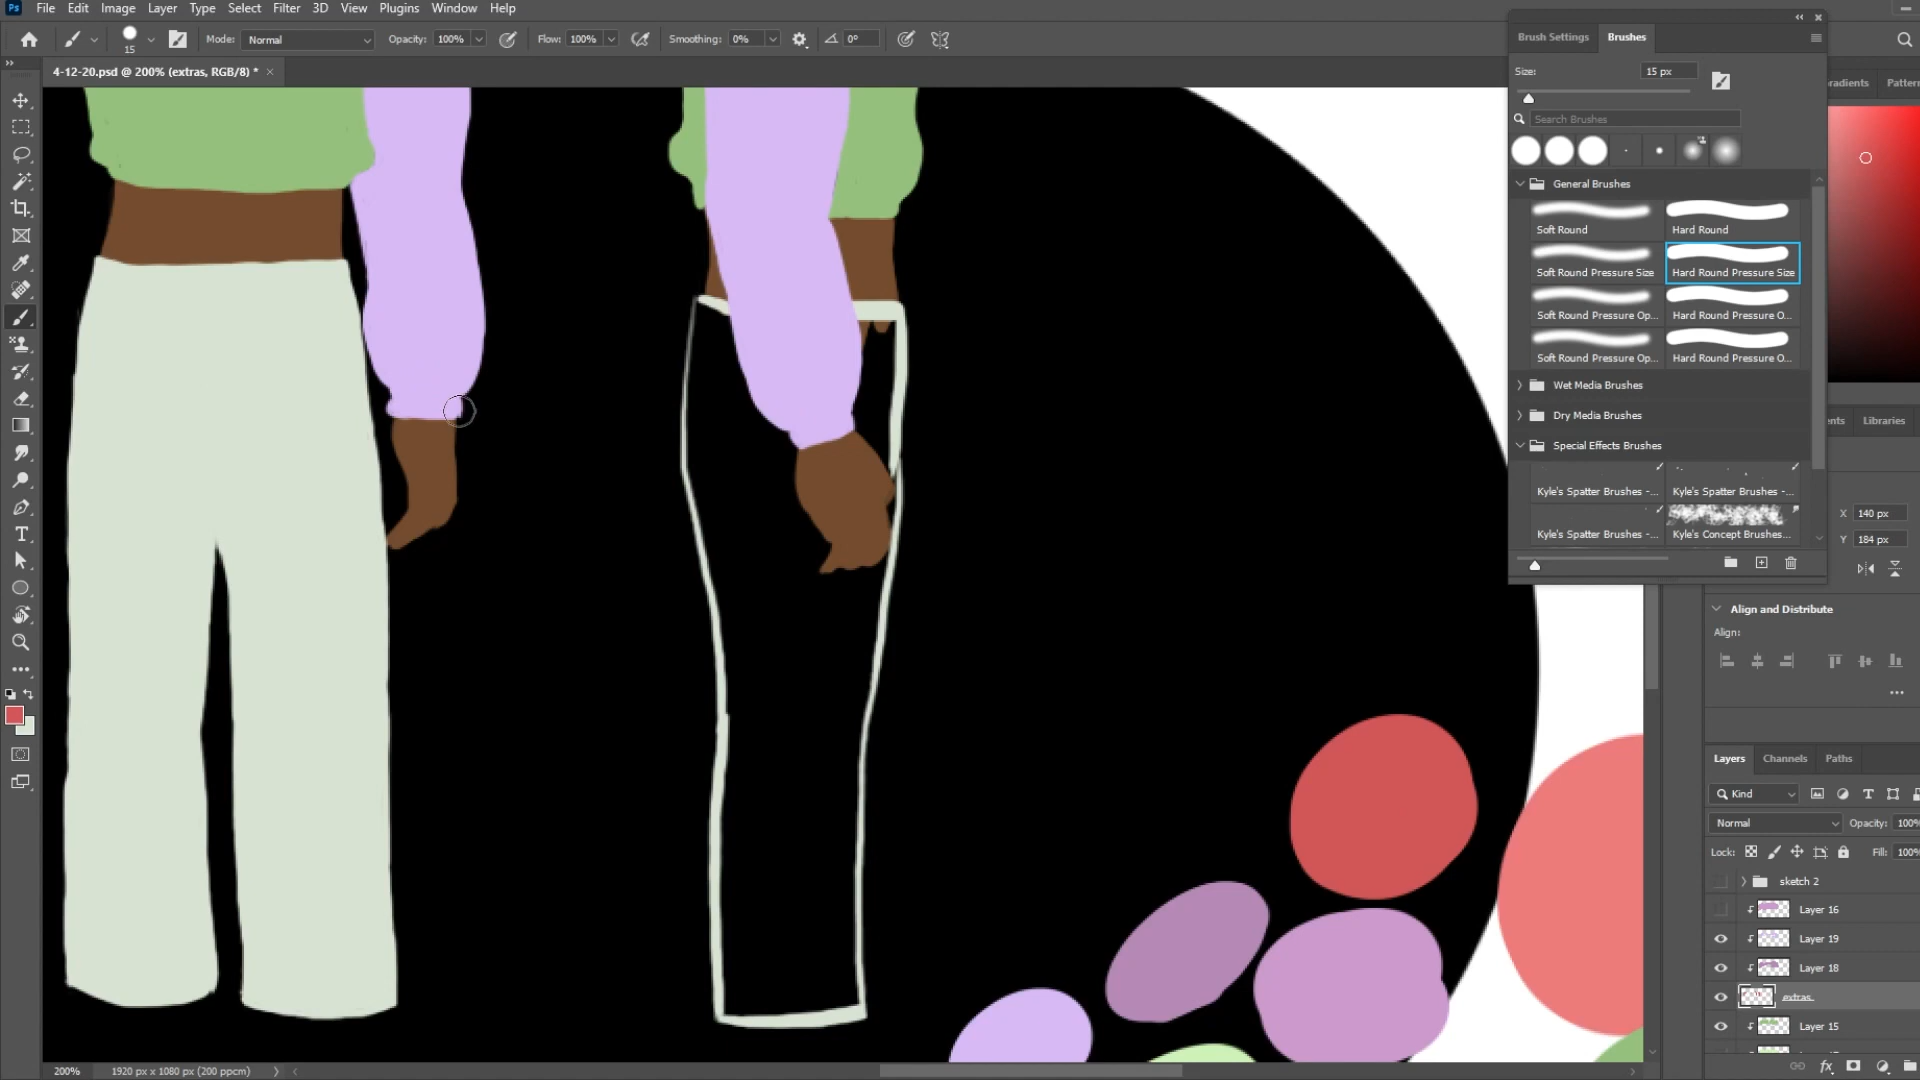 Ps File Edit Image Layer Type Select Filter 3D View Plugins Window Help
15 Mode: Normal Opacity: 100% Flow: 100% Smoothing: 0% 0°
4-12-20.psd @ 200% (extras, RGB/8) *
Brush Settings Brushes
Size: 15 px
Search Brushes
General Brushes
Soft Round Hard Round
Soft Round Pressure Size Hard Round Pressure Size
Soft Round Pressure Op... Hard Round Pressure O...
Soft Round Pressure Op... Hard Round Pressure O...
Wet Media Brushes
Dry Media Brushes
Special Effects Brushes
Kyle's Spatter Brushes -... Kyle's Spatter Brushes -...
Kyle's Spatter Brushes -... Kyle's Concept Brushes...
radients Patter
ents Libraries
X 140 px
Y 184 px
Align and Distribute
Align:
Layers Channels Paths
Kind
Normal Opacity: 100%
Lock: Fill: 100%
sketch 2
Layer 16
Layer 19
Layer 18
extras
Layer 15
200% 1920 px x 1080 px (200 ppcm)